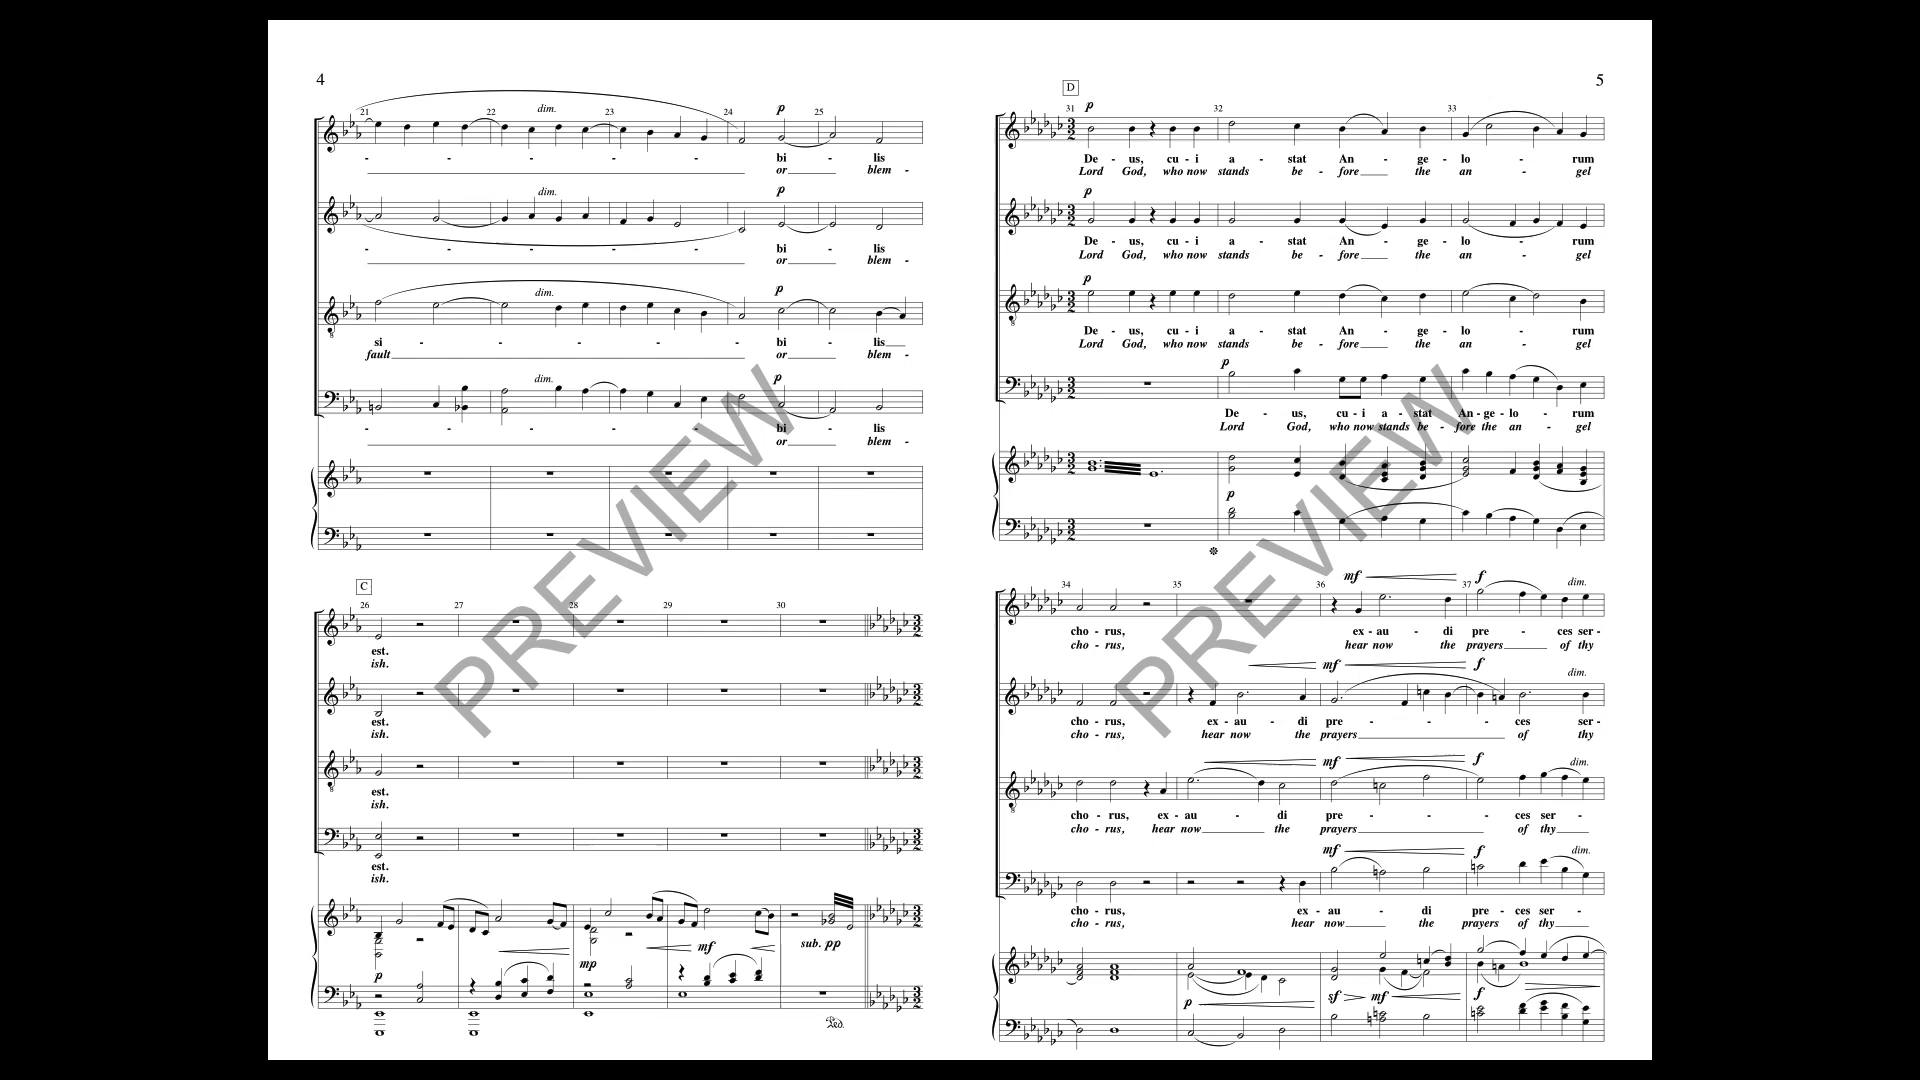 4
21 22 dim. 23 24 p 25
- - - - - bi - lis
or blem -
dim. p
- - - - - bi - lis
or blem -
dim. p
si - - - - bi - lis
fault or blem -
dim. p
- - - - - bi - lis
or blem -
C
26 27 28 29 30
est.
ish.
est.
ish.
est.
ish.
est.
ish.
p mp mf sub. pp
Ped.
PREVIEW
5
D
31 p 32 33
3 2
De - us, cu - i a - stat An - ge - lo - rum
Lord God, who now stands be - fore the an - gel
p
De - us, cu - i a - stat An - ge - lo - rum
Lord God, who now stands be - fore the an - gel
p
De - us, cu - i a - stat An - ge - lo - rum
Lord God, who now stands be - fore the an - gel
p
De - us, cu - i a - stat An - ge - lo - rum
Lord God, who now stands be - fore the an - gel
p
34 35 36 mf 37 f dim.
cho - rus, ex - au - di pre - ces ser -
cho - rus, hear now the prayers of thy
mf f dim.
cho - rus, ex - au - di pre - - - ces ser -
cho - rus, hear now the prayers of thy
mf f dim.
cho - rus, ex - au - di pre - - - ces ser -
cho - rus, hear now the prayers of thy
mf f dim.
cho - rus, ex - au - di pre - ces ser -
cho - rus, hear now the prayers of thy
p sf mf f
PREVIEW